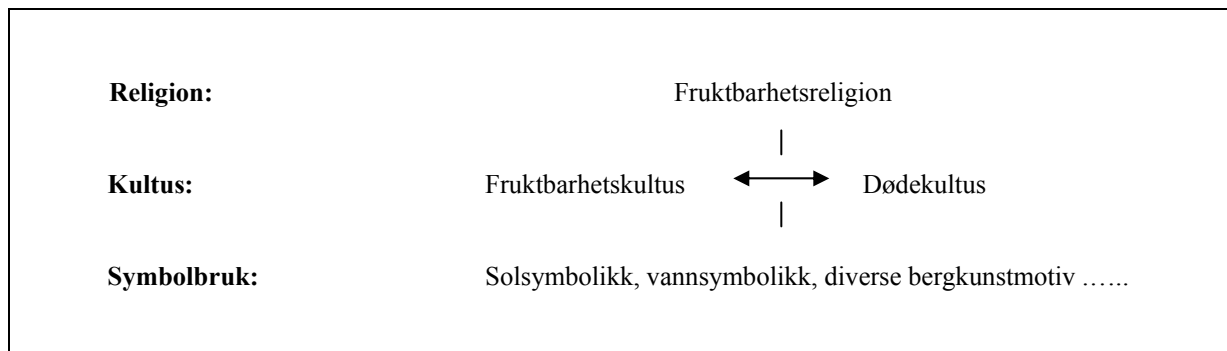 Religion: Fruktbarhetsreligion
|
Kultus: Fruktbarhetskultus ◄──► Dødekultus
|
Symbolbruk: Solsymbolikk, vannsymbolikk, diverse bergkunstmotiv …...